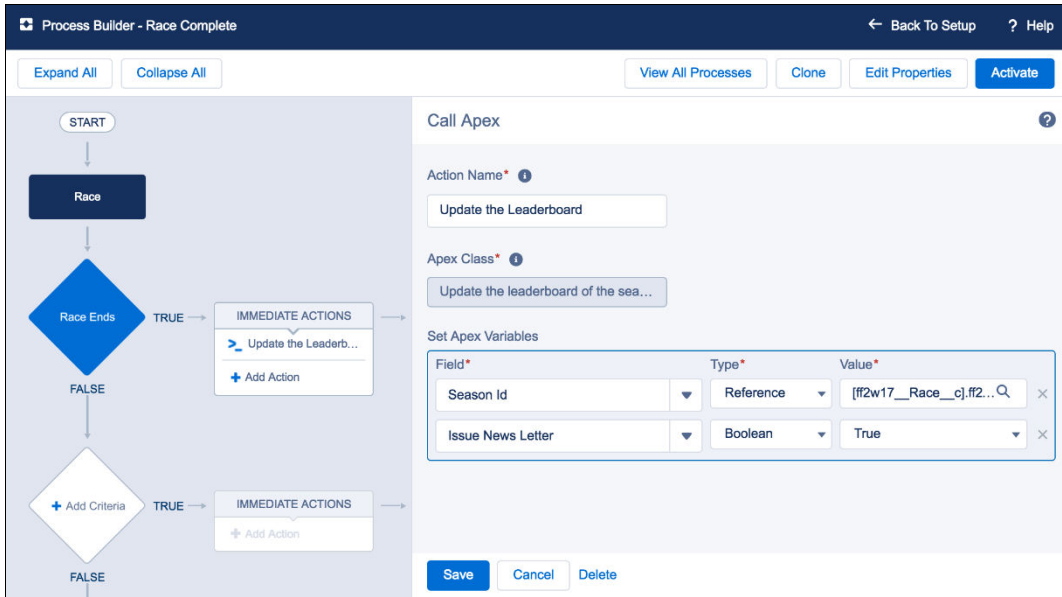 Process Builder - Race Complete
Back To Setup
? Help
Expand All
Collapse All
View All Processes
Clone
Edit Properties
Activate
START
Race
Race Ends
TRUE
IMMEDIATE ACTIONS
>_ Update the Leaderb...
+ Add Action
FALSE
+ Add Criteria
TRUE
IMMEDIATE ACTIONS
+ Add Action
FALSE
Call Apex
?
Action Name*
Update the Leaderboard
Apex Class*
Update the leaderboard of the sea...
Set Apex Variables
Field* Type* Value*
Season Id Reference [ff2w17__Race__c].ff2...
Issue News Letter Boolean True
Save
Cancel
Delete